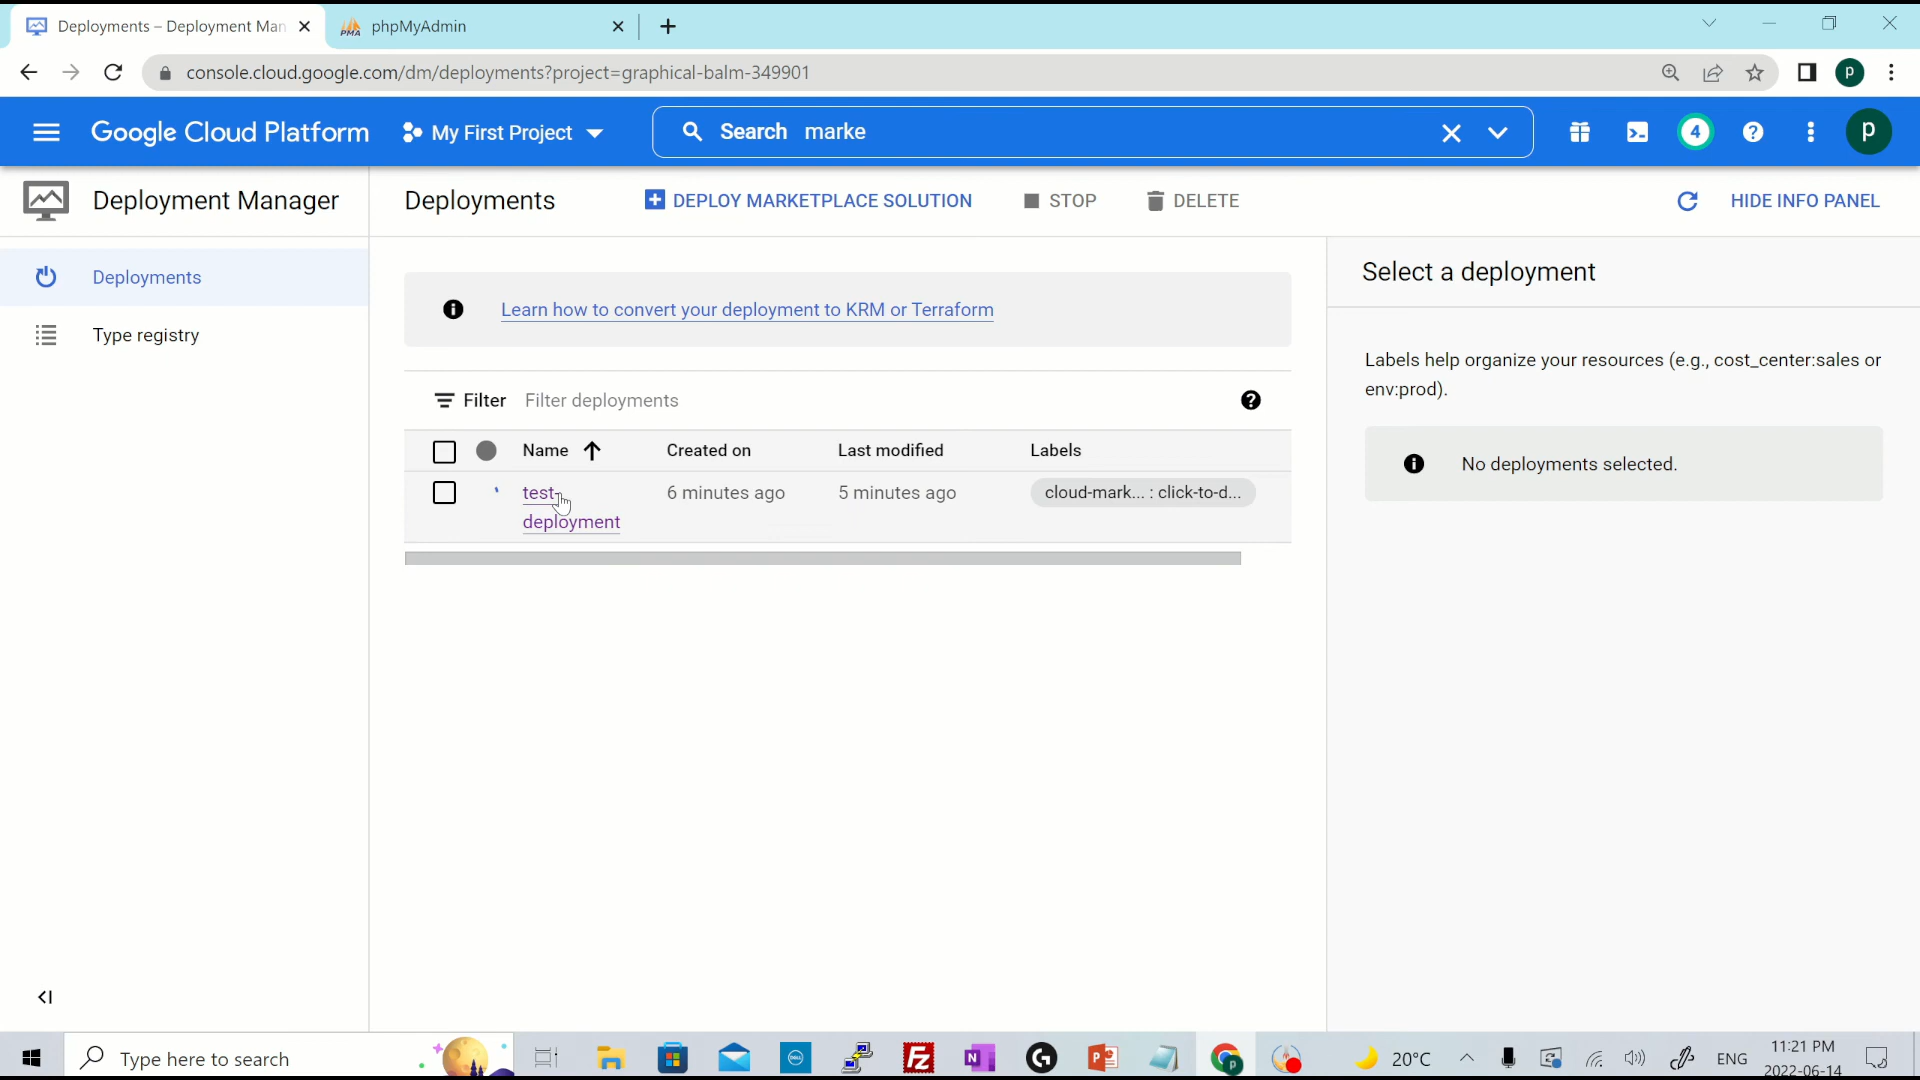 Deployments – Deployment Man
phpMyAdmin
console.cloud.google.com/dm/deployments?project=graphical-balm-349901
p
Google Cloud Platform
My First Project
Search marke
4
p
Deployment Manager
Deployments
DEPLOY MARKETPLACE SOLUTION
STOP
DELETE
HIDE INFO PANEL
Deployments
Type registry
Learn how to convert your deployment to KRM or Terraform
Filter Filter deployments
Name Created on Last modified Labels
test-
deployment
6 minutes ago
5 minutes ago
cloud-mark... : click-to-d...
Select a deployment
Labels help organize your resources (e.g., cost_center:sales or
env:prod).
No deployments selected.
Type here to search
20°C
ENG
11:21 PM
2022-06-14